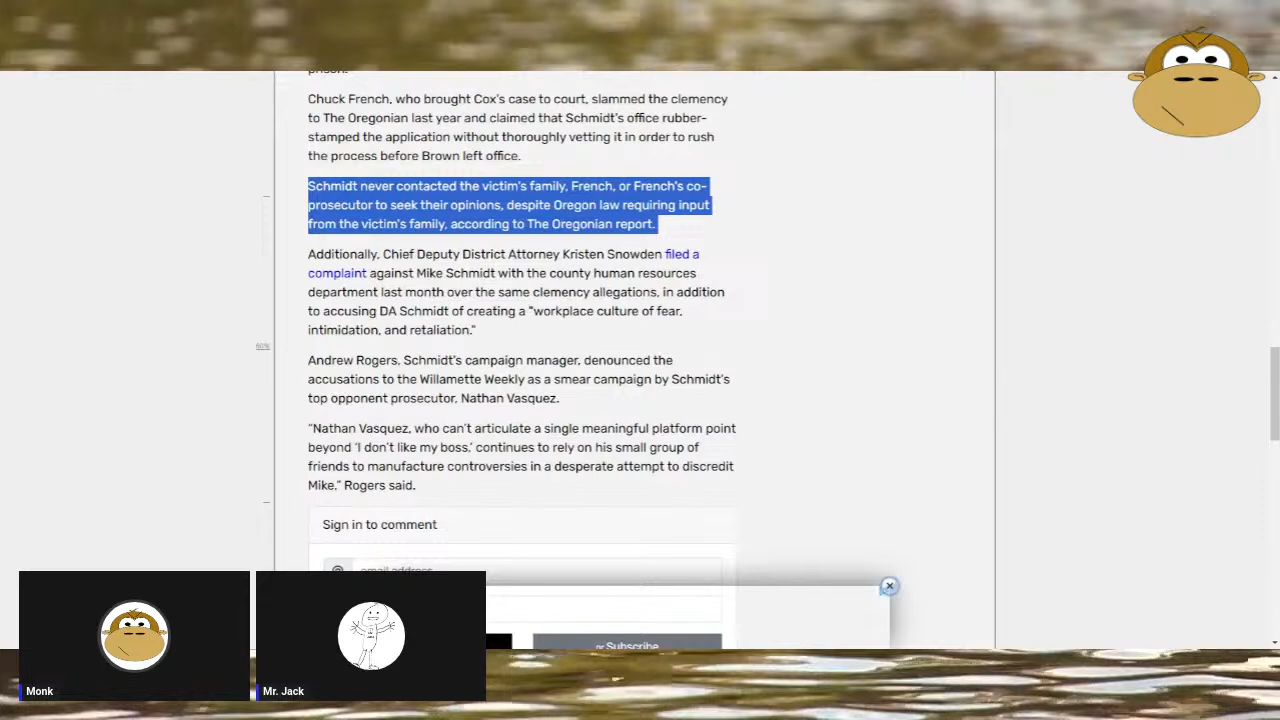 prison.
Chuck French, who brought Cox's case to court, slammed the clemency
to The Oregonian last year and claimed that Schmidt's office rubber-
stamped the application without thoroughly vetting it in order to rush
the process before Brown left office.
Schmidt never contacted the victim's family, French, or French's co-
prosecutor to seek their opinions, despite Oregon law requiring input
from the victim's family, according to The Oregonian report.
Additionally, Chief Deputy District Attorney Kristen Snowden filed a
complaint against Mike Schmidt with the county human resources
department last month over the same clemency allegations, in addition
to accusing DA Schmidt of creating a "workplace culture of fear,
intimidation, and retaliation."
50%
Andrew Rogers, Schmidt's campaign manager, denounced the
accusations to the Willamette Weekly as a smear campaign by Schmidt's
top opponent prosecutor, Nathan Vasquez.
“Nathan Vasquez, who can't articulate a single meaningful platform point
beyond ‘I don't like my boss,’ continues to rely on his small group of
friends to manufacture controversies in a desperate attempt to discredit
Mike,” Rogers said.
Sign in to comment
@ email address
or Subscribe
Monk
Mr. Jack